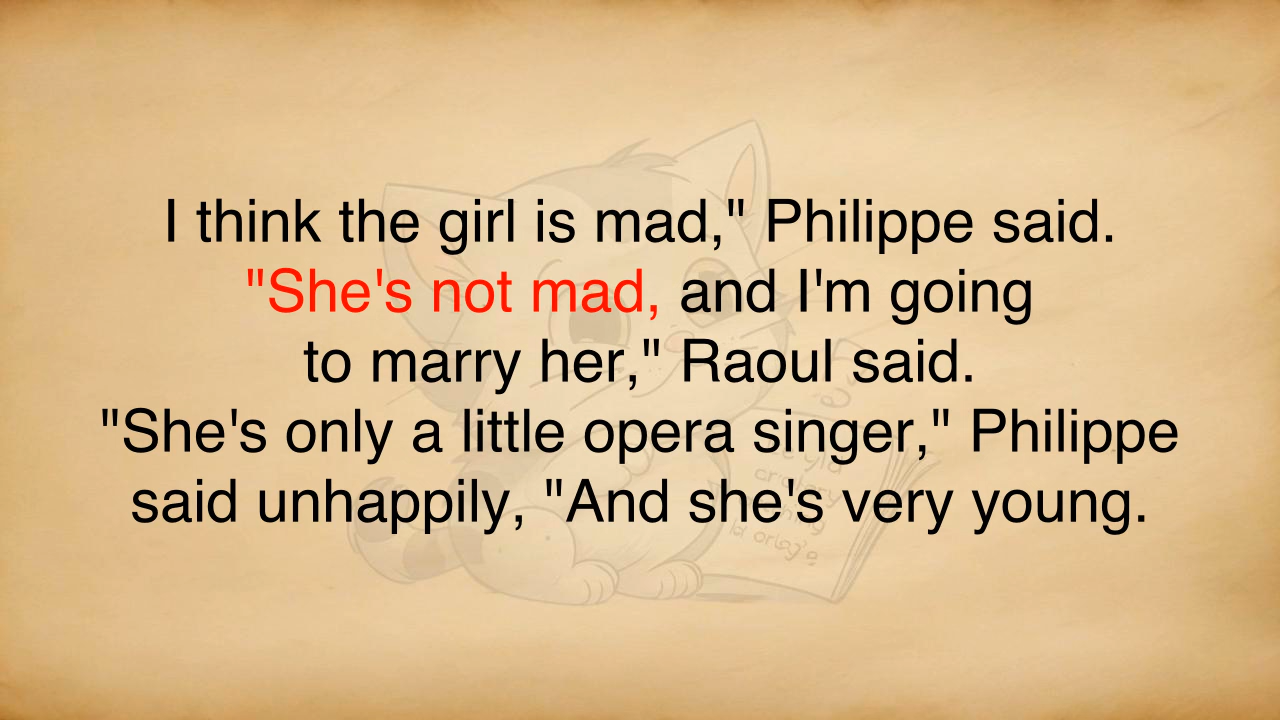 I think the girl is mad," Philippe said.
"She's not mad, and I'm going
to marry her," Raoul said.
"She's only a little opera singer," Philippe
said unhappily, "And she's very young.